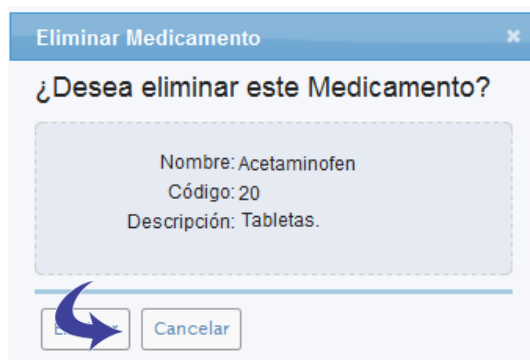 Eliminar Medicamento
¿Desea eliminar este Medicamento?
Nombre: Acetaminofen
Código: 20
Descripción: Tabletas.
Cancelar